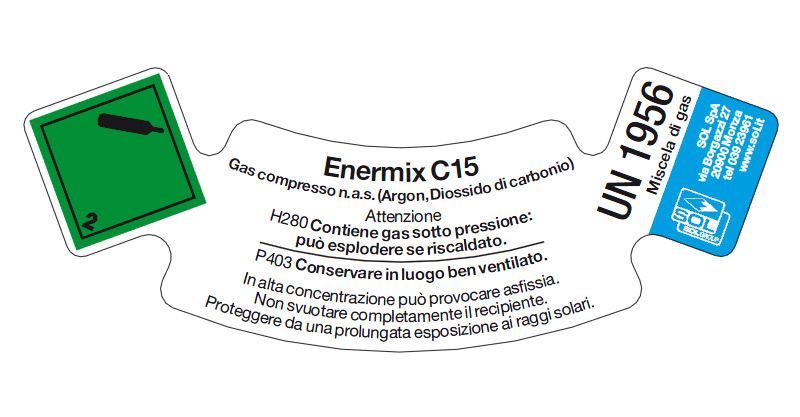 2
Enermix C15
Gas compresso n.a.s. (Argon, Diossido di carbonio)
Attenzione
H280 Contiene gas sotto pressione:
può esplodere se riscaldato.
P403 Conservare in luogo ben ventilato.
In alta concentrazione può provocare asfissia.
Non svuotare completamente il recipiente.
Proteggere da una prolungata esposizione ai raggi solari.
UN 1956
Miscela di gas
SOL SpA
via Borgazzi 27
20900 Monza
tel 039 23961
www.sol.it
SOL
SOLGROUP